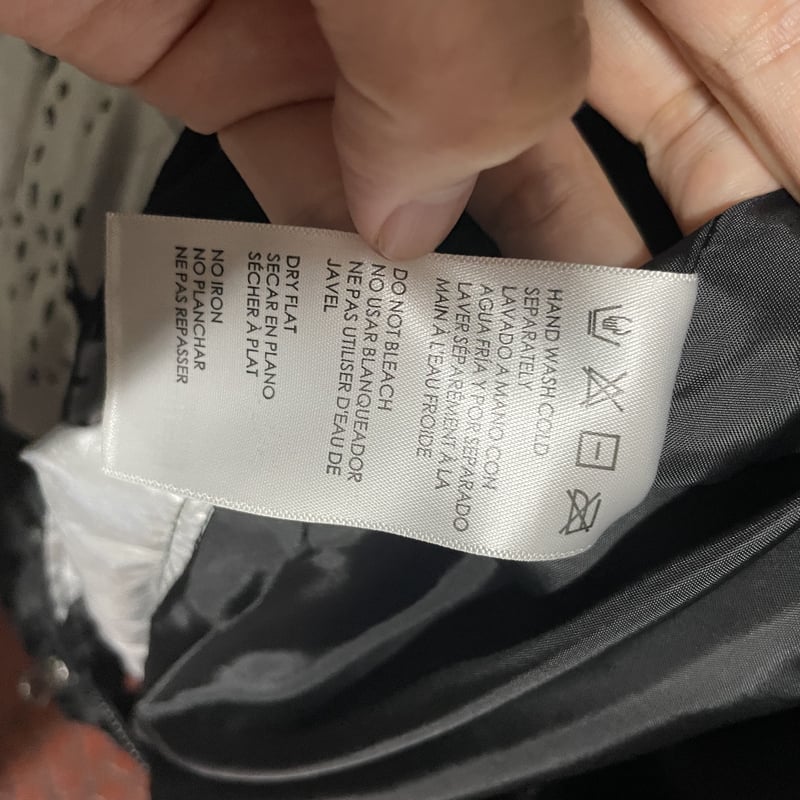 HAND WASH COLD
SEPARATELY
LAVADO A MANO CON
AGUA FRIA Y POR SEPARADO
LAVER SÉPARÉMENT À LA
MAIN À L'EAU FROIDE
DO NOT BLEACH
NO USAR BLANQUEADOR
NE PAS UTILISER D'EAU DE
JAVEL
DRY FLAT
SECAR EN PLANO
SÉCHER À PLAT
NO IRON
NO PLANCHAR
NE PAS REPASSER